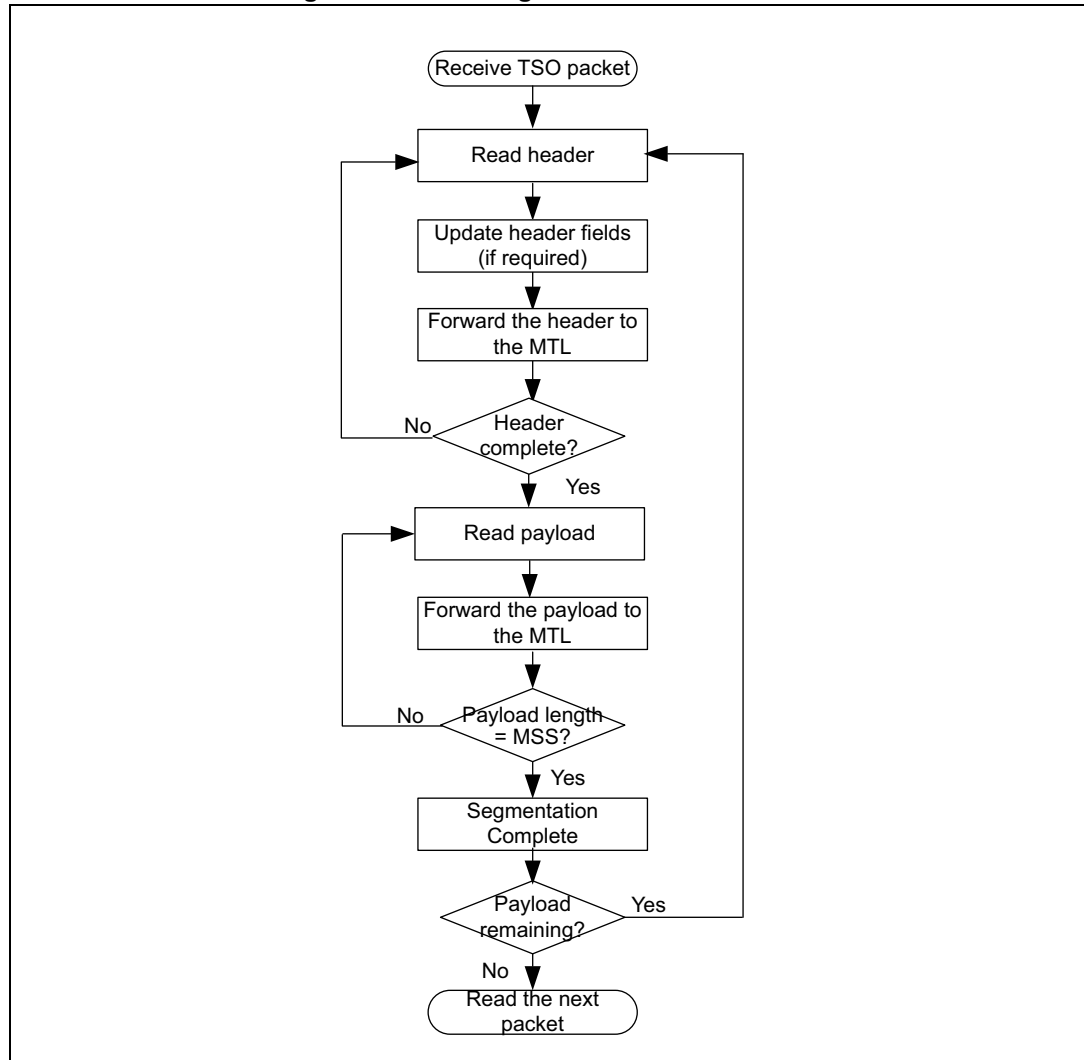 Receive TSO packet
Read header
Update header fields
(if required)
Forward the header to
the MTL
No
Header
complete?
Yes
Read payload
Forward the payload to
the MTL
No
Payload length
= MSS?
Yes
Segmentation
Complete
Payload
remaining?
Yes
No
Read the next
packet